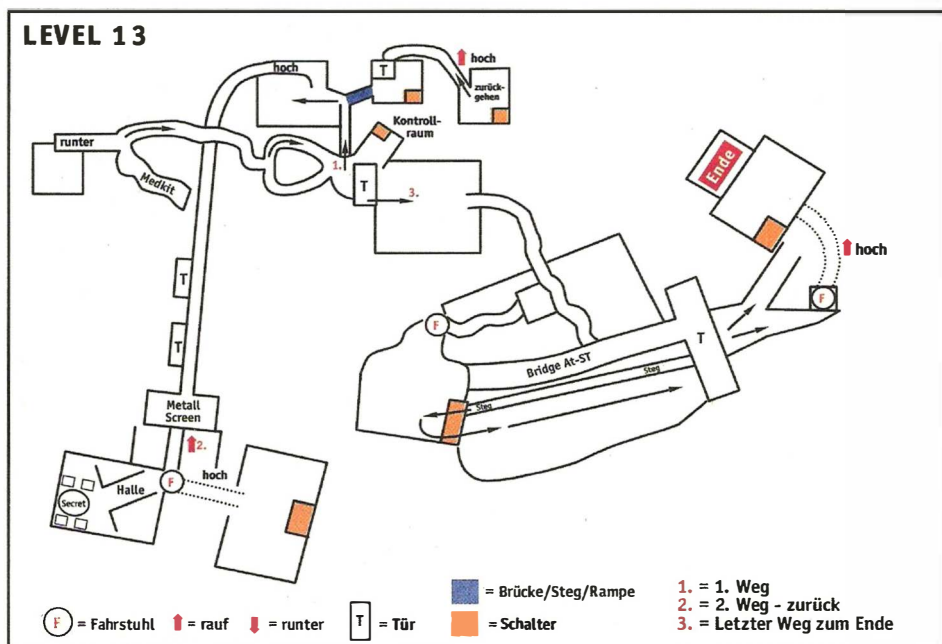 LEVEL 13
hoch
T
hoch
zurück-
gehen
Kontroll-
raum
runter
Medkit
1.
T
3.
Ende
hoch
F
T
T
F
T
Bridge At-ST
Steg
Steg
Metall
Screen
2.
hoch
Halle
F
Secret
F = Fahrstuhl
= rauf
= runter
T = Tür
= Brücke/Steg/Rampe
= Schalter
1. = 1. Weg
2. = 2. Weg - zurück
3. = Letzter Weg zum Ende